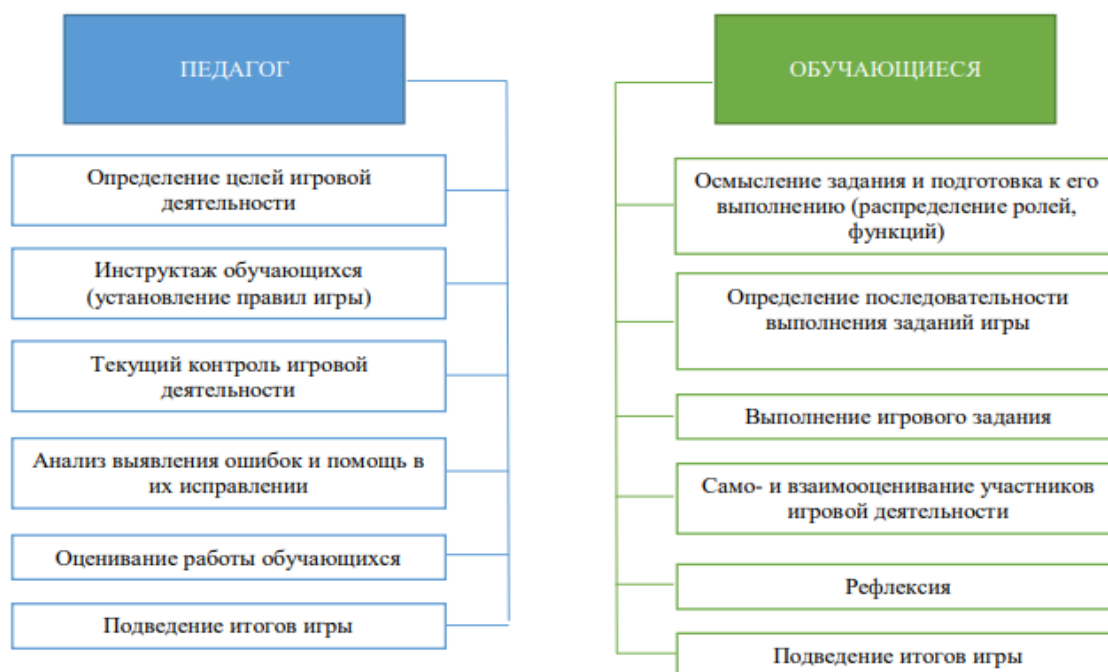 ПЕДАГОГ
Определение целей игровой
деятельности
Инструктаж обучающихся
(установление правил игры)
Текущий контроль игровой
деятельности
Анализ выявления ошибок и помощь в
их исправлении
Оценивание работы обучающихся
Подведение итогов игры
ОБУЧАЮЩИЕСЯ
Осмысление задания и подготовка к его
выполнению (распределение ролей,
функций)
Определение последовательности
выполнения заданий игры
Выполнение игрового задания
Само- и взаимооценивание участников
игровой деятельности
Рефлексия
Подведение итогов игры